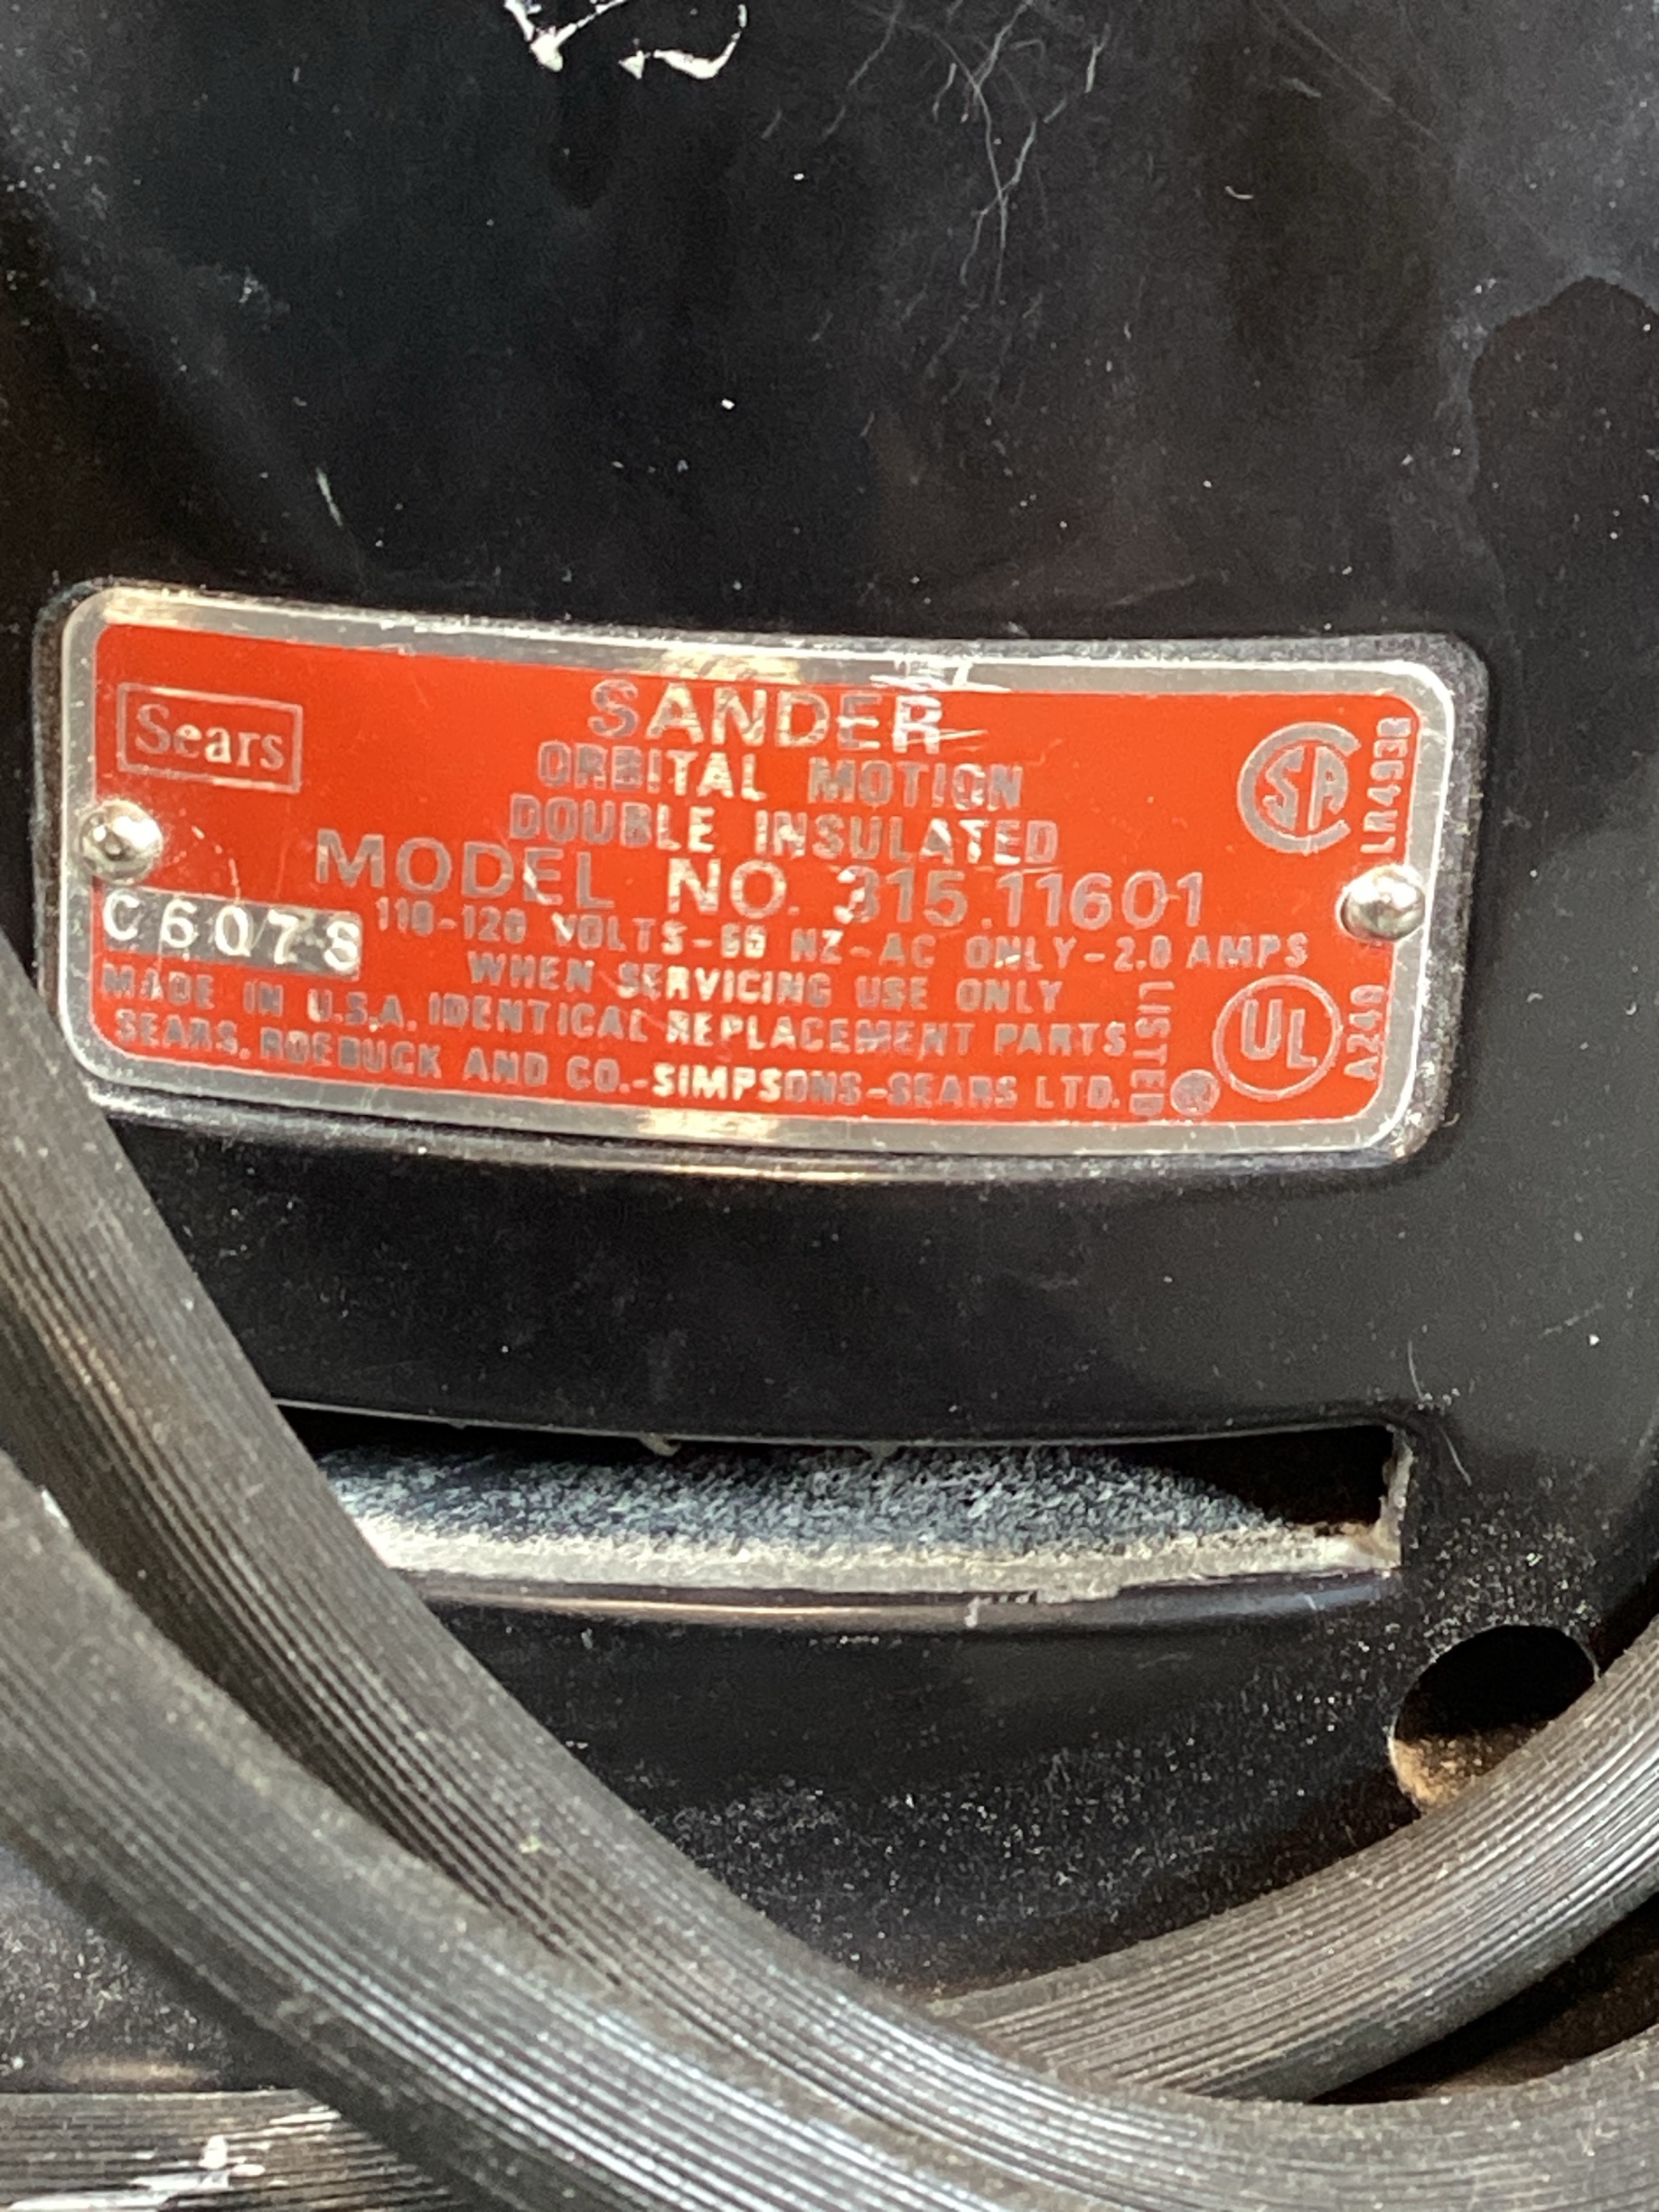 Sears
SANDER
ORBITAL MOTION
DOUBLE INSULATED
MODEL NO. 315.11601
C6078
110-120 VOLTS-60 HZ-AC ONLY-2.0 AMPS
WHEN SERVICING USE ONLY
MADE IN U.S.A. IDENTICAL REPLACEMENT PARTS
SEARS, ROEBUCK AND CO.-SIMPSONS-SEARS LTD.
SA
LISTED
UL